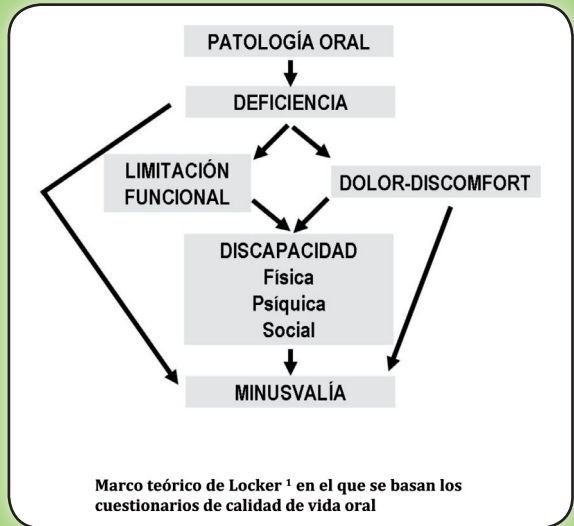 PATOLOGÍA ORAL
DEFICIENCIA
LIMITACIÓN
FUNCIONAL
DOLOR-DISCOMFORT
DISCAPACIDAD
Física
Psíquica
Social
MINUSVALÍA
Marco teórico de Locker ¹ en el que se basan los
cuestionarios de calidad de vida oral